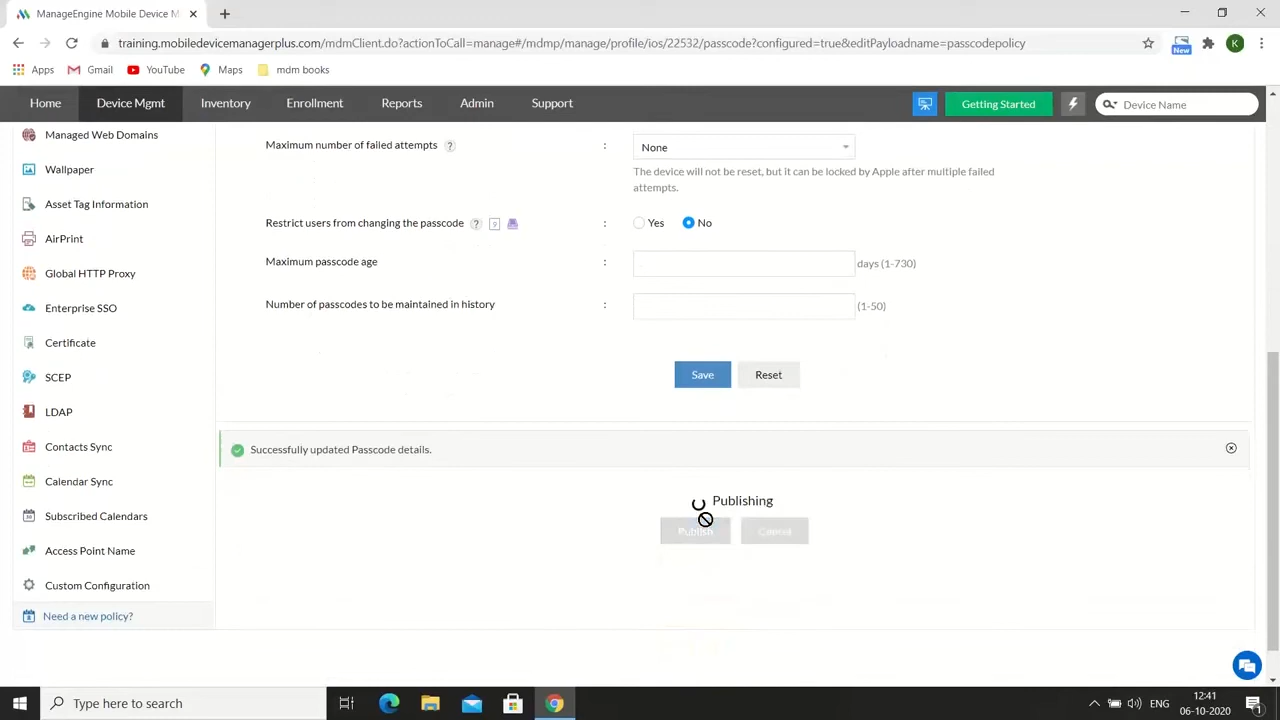 ManageEngine Mobile Device M
training.mobiledevicemanagerplus.com/mdmClient.do?actionToCall=manage#/mdmp/manage/profile/ios/22532/passcode?configured=true&editPayloadname=passcodepolicy
New
K
Apps Gmail YouTube Maps mdm books
Home Device Mgmt Inventory Enrollment Reports Admin Support Getting Started Device Name
Managed Web Domains
Wallpaper
Asset Tag Information
AirPrint
Global HTTP Proxy
Enterprise SSO
Certificate
SCEP
LDAP
Contacts Sync
Calendar Sync
Subscribed Calendars
Access Point Name
Custom Configuration
Need a new policy?
Maximum number of failed attempts ? : None
The device will not be reset, but it can be locked by Apple after multiple failed
attempts.
Restrict users from changing the passcode ? 9 : Yes No
Maximum passcode age : days (1-730)
Number of passcodes to be maintained in history : (1-50)
Save Reset
Successfully updated Passcode details.
Publishing
Publish Cancel
Type here to search
ENG
12:41
06-10-2020
1